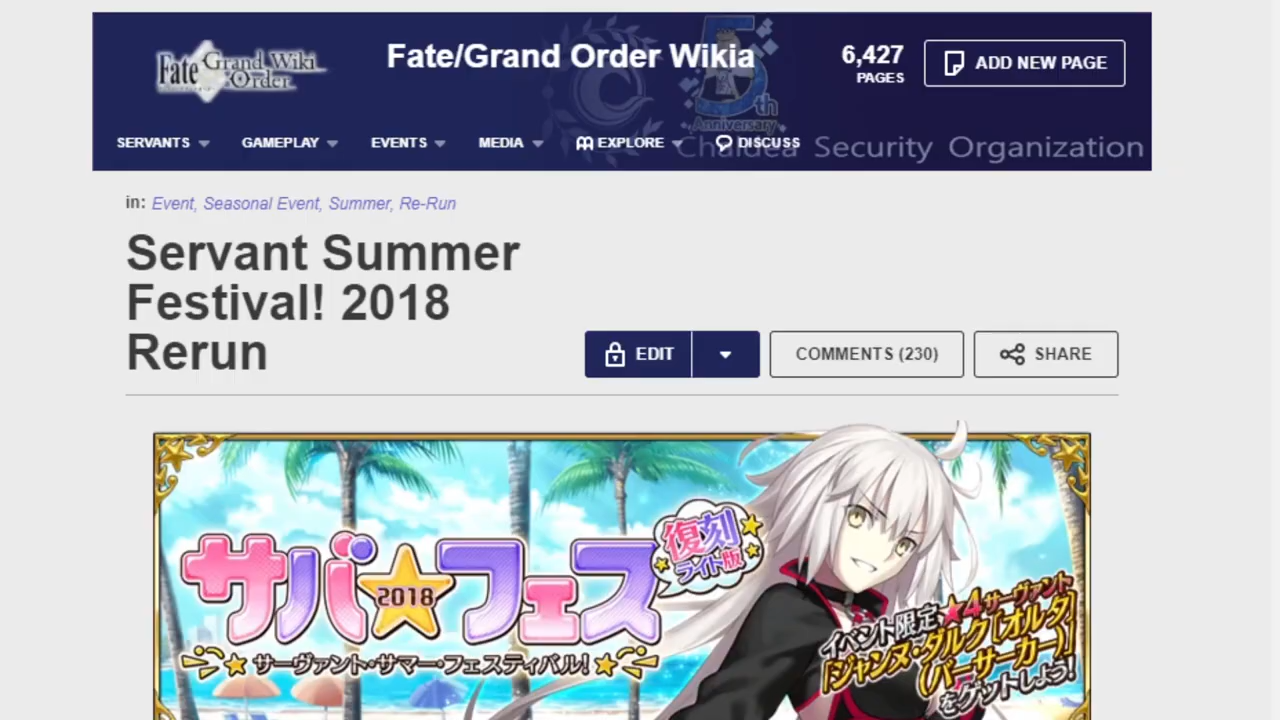 Fate Grand Wiki
Order
Fate/Grand Order Wikia
5th
Anniversary
6,427
PAGES
ADD NEW PAGE
SERVANTS
GAMEPLAY
EVENTS
MEDIA
EXPLORE
DISCUSS
Chaldea Security Organization
in: Event, Seasonal Event, Summer, Re-Run
Servant Summer
Festival! 2018
Rerun
EDIT
COMMENTS (230)
SHARE
サバ★フェス
2018
復刻
ライト版
サーヴァント・サマー・フェスティバル!
イベント限定★4サーヴァント
「ジャンヌ・ダルク〔オルタ〕
(バーサーカー)」
をゲットしよう!